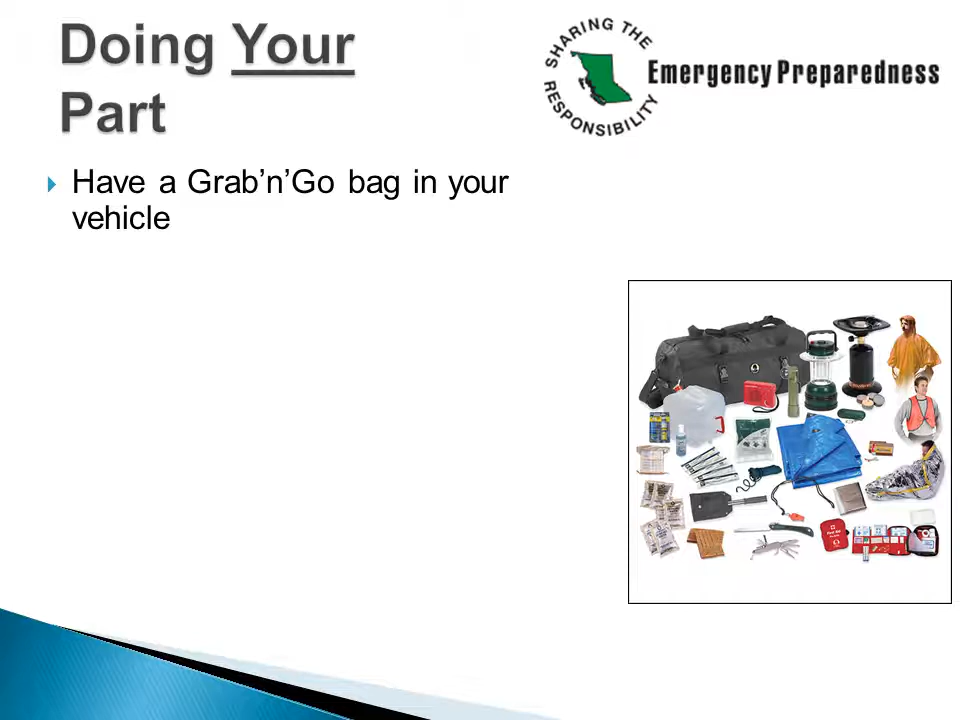 Doing Your
Part
SHARING THE
RESPONSIBILITY
Emergency Preparedness
Have a Grab’n’Go bag in your
vehicle